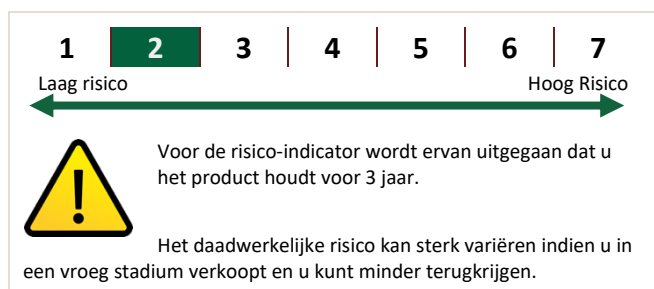 1 2 3 4 5 6 7
Laag risico Hoog Risico
Voor de risico-indicator wordt ervan uitgegaan dat u
het product houdt voor 3 jaar.
Het daadwerkelijke risico kan sterk variëren indien u in
een vroeg stadium verkoopt en u kunt minder terugkrijgen.